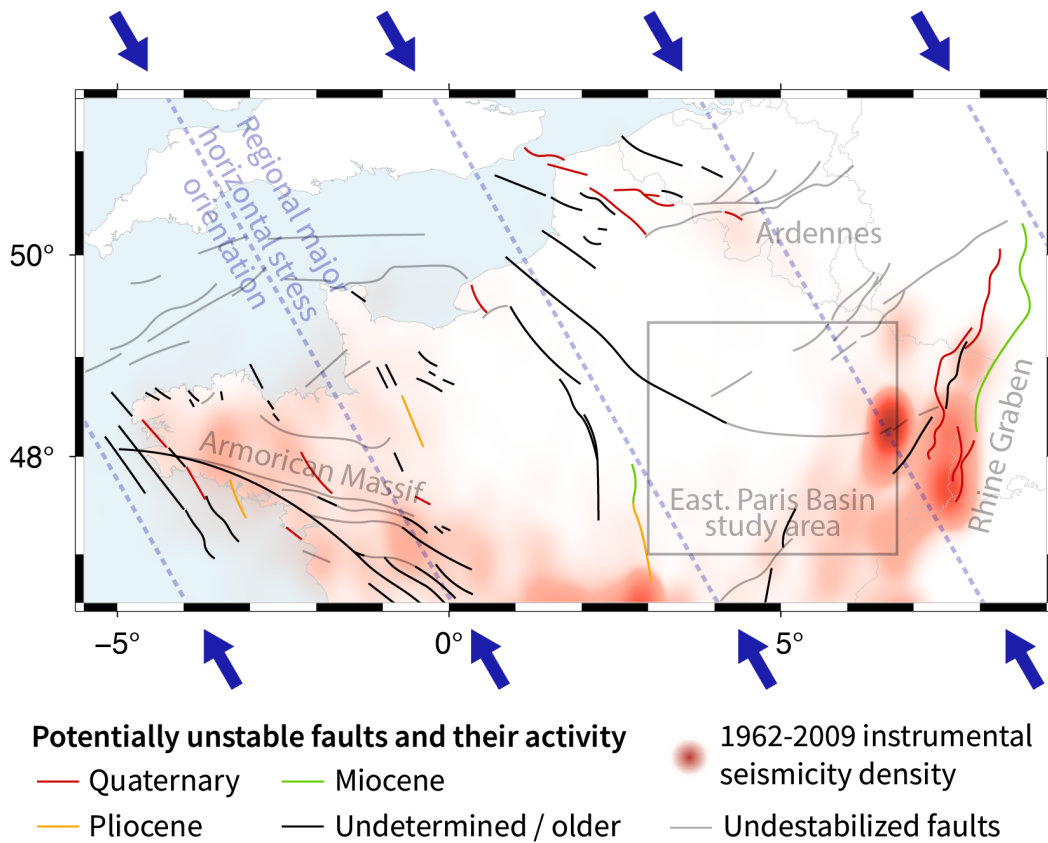 Regional major
horizontal stress
orientation
50°
Ardennes
48°
Armorican Massif
Rhine Graben
East. Paris Basin
study area
−5°
0°
5°
Potentially unstable faults and their activity
Quaternary
Miocene
Pliocene
Undetermined / older
1962-2009 instrumental
seismicity density
Undestabilized faults